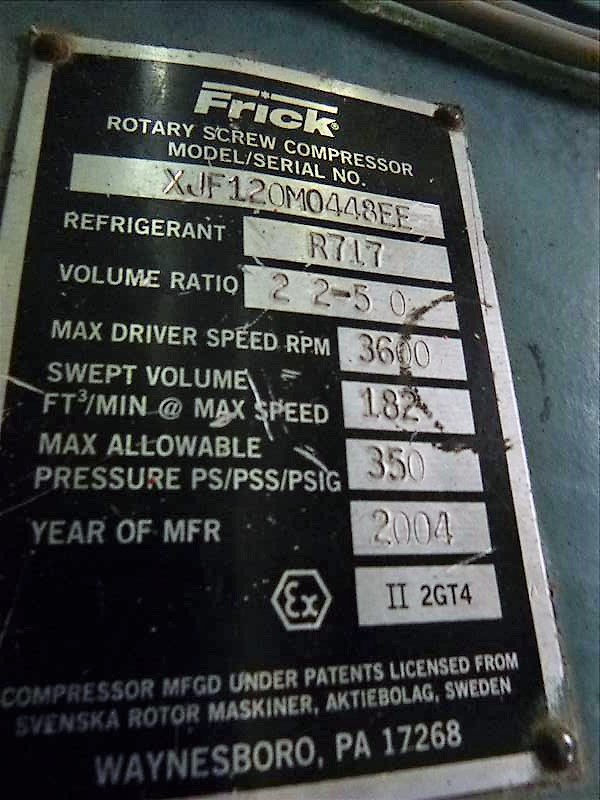 Frick®
ROTARY SCREW COMPRESSOR
MODEL/SERIAL NO.
XJF120M0448EE
REFRIGERANT R717
VOLUME RATIO 2 2-5 0
MAX DRIVER SPEED RPM 3600
SWEPT VOLUME
FT³/MIN @ MAX SPEED 182
MAX ALLOWABLE
PRESSURE PS/PSS/PSIG 350
YEAR OF MFR 2004
Ex II 2GT4
COMPRESSOR MFGD UNDER PATENTS LICENSED FROM
SVENSKA ROTOR MASKINER, AKTIEBOLAG, SWEDEN
WAYNESBORO, PA 17268